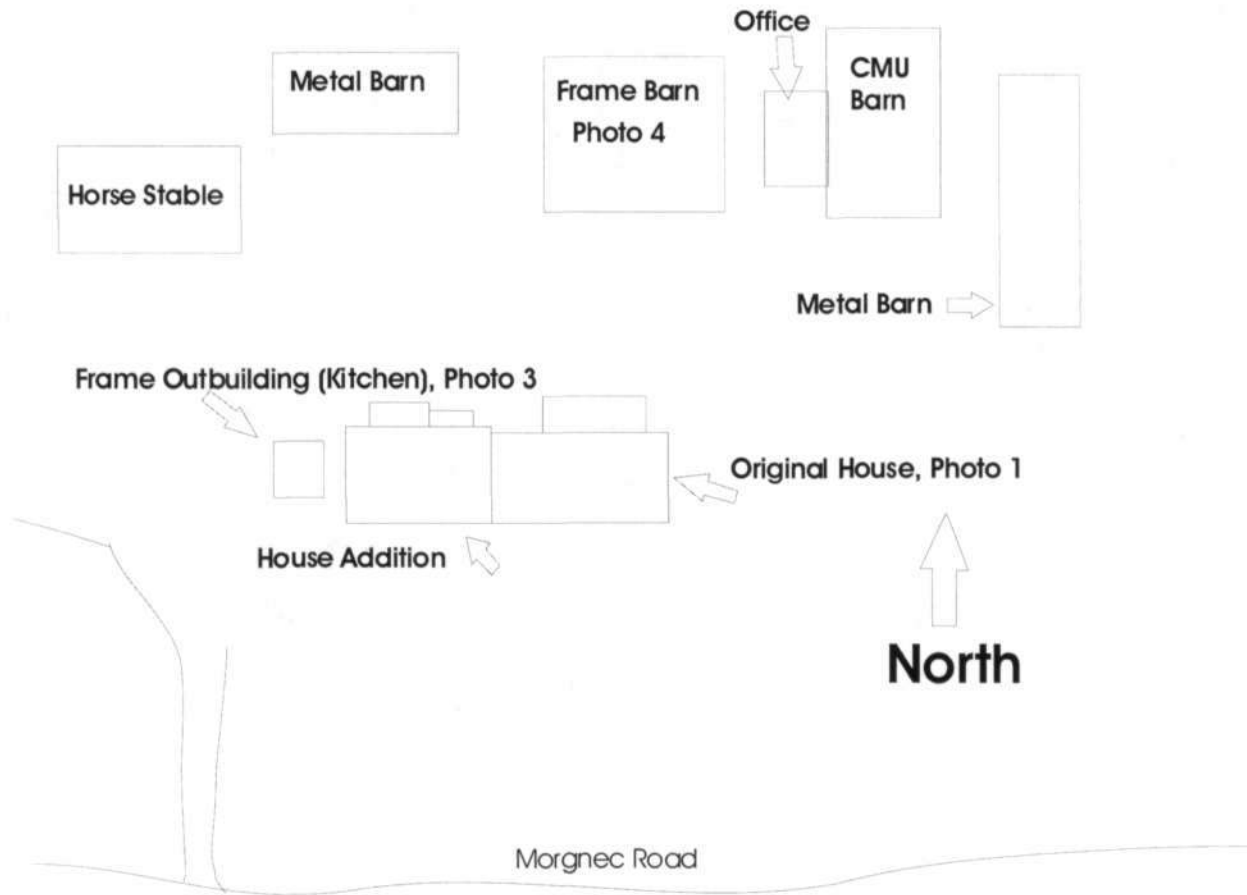 Office
Metal Barn
Frame Barn
Photo 4
CMU
Barn
Horse Stable
Metal Barn
Frame Outbuilding (Kitchen), Photo 3
Original House, Photo 1
House Addition
North
Morgnec Road